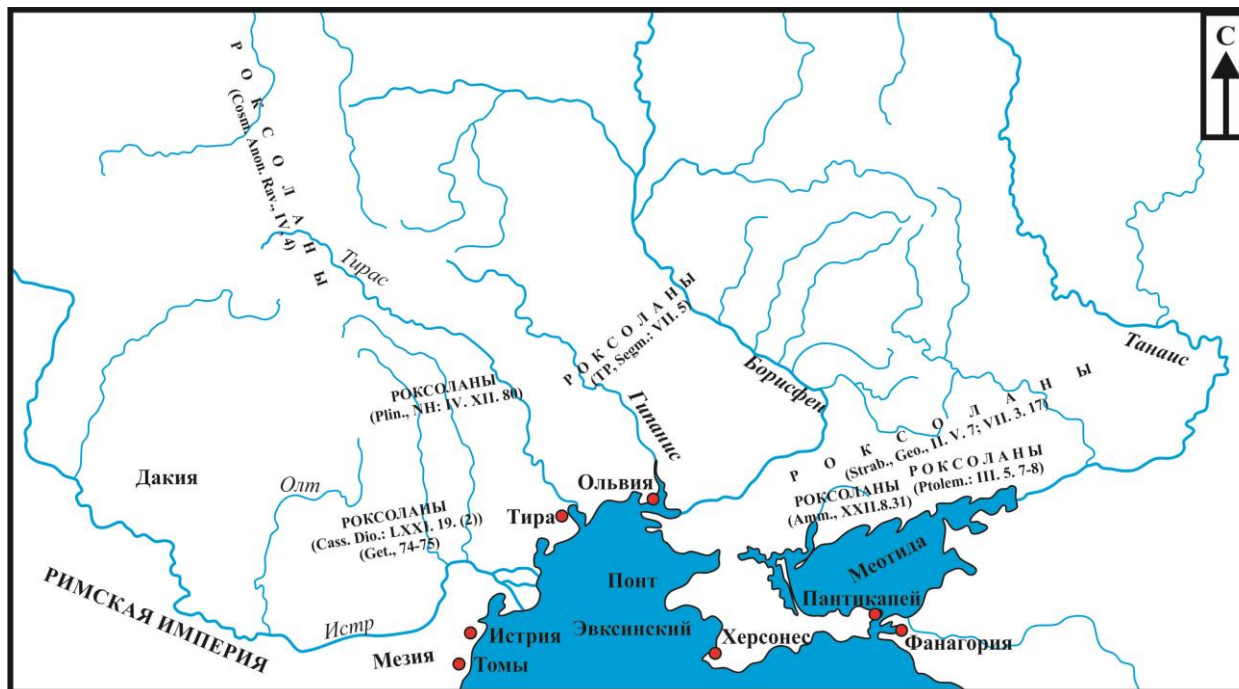 С
РОКСОЛАНЫ
(Cosm. Anon. Rav., IV. 4)
Тирас
РОКСОЛАНЫ
(TP, Segm.: VII. 5)
Танаис
Борисфен
Гипанис
РОКСОЛАНЫ
(Plin., NH: IV. XII. 80)
РОКСОЛАНЫ
(Strab., Geo., II. V. 7; VII. 3. 17)
РОКСОЛАНЫ
(Ptolem.: III. 5. 7-8)
РОКСОЛАНЫ
(Amm., XXII.8.31)
Дакия
Олт
Ольвия
Тира
РОКСОЛАНЫ
(Cass. Dio.: LXXI. 19. (2))
(Get., 74-75)
Меотида
Понт
Эвксинский
Пантикапей
РИМСКАЯ ИМПЕРИЯ
Истр
Мезия
Истрия
Томы
Херсонес
Фанагория